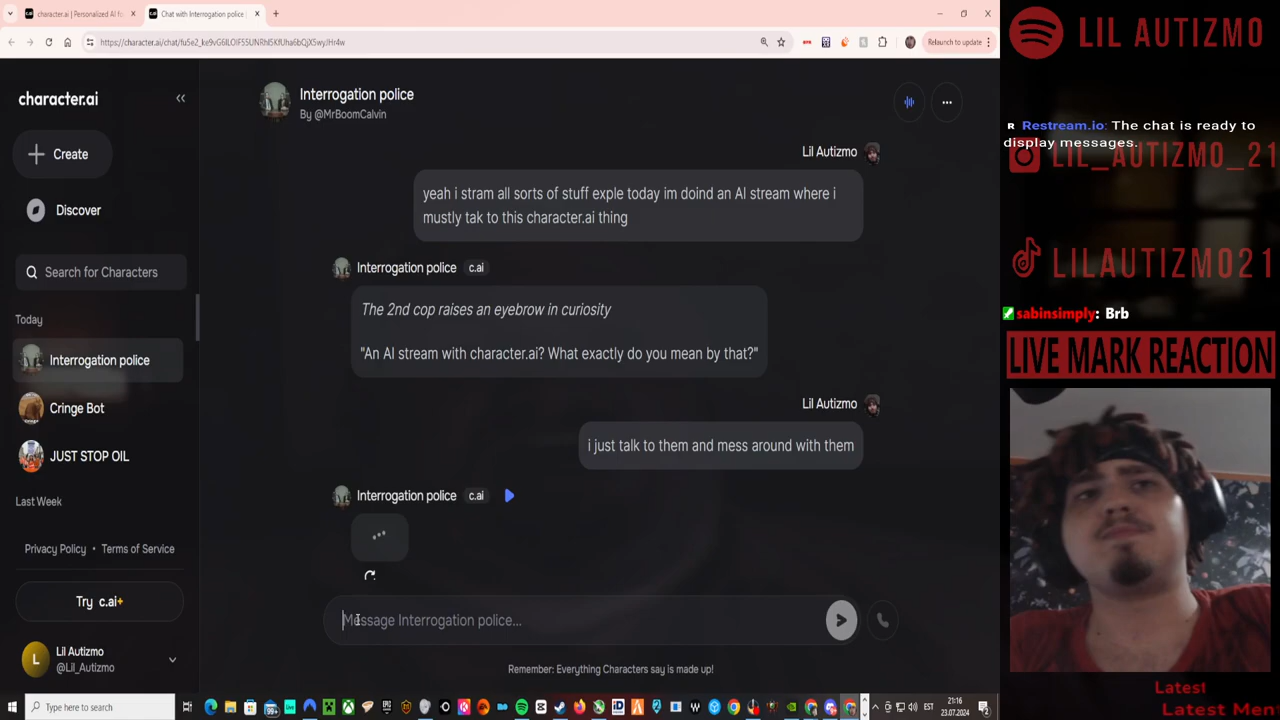 character.ai | Personalized AI for
Chat with Interrogation police
Relaunch to update
character.ai
Create
Discover
Search for Characters
Today
Interrogation police
Cringe Bot
JUST STOP OIL
Last Week
Privacy Policy • Terms of Service
Try c.ai+
L
Lil Autizmo
@Lil_Autizmo
Interrogation police
By @MrBoomCalvin
Lil Autizmo
yeah i stram all sorts of stuff exple today im doind an AI stream where i
mustly tak to this character.ai thing
Interrogation police c.ai
The 2nd cop raises an eyebrow in curiosity
"An AI stream with character.ai? What exactly do you mean by that?"
Lil Autizmo
i just talk to them and mess around with them
Interrogation police c.ai
Message Interrogation police...
Remember: Everything Characters say is made up!
LIL AUTIZMO
R Restream.io: The chat is ready to
display messages.
LIL_AUTIZMO_21
LILAUTIZMO21
sabinsimply: Brb
LIVE MARK REACTION
Latest
Latest Mem
Type here to search
99+
EST
21:16
23.07.2024